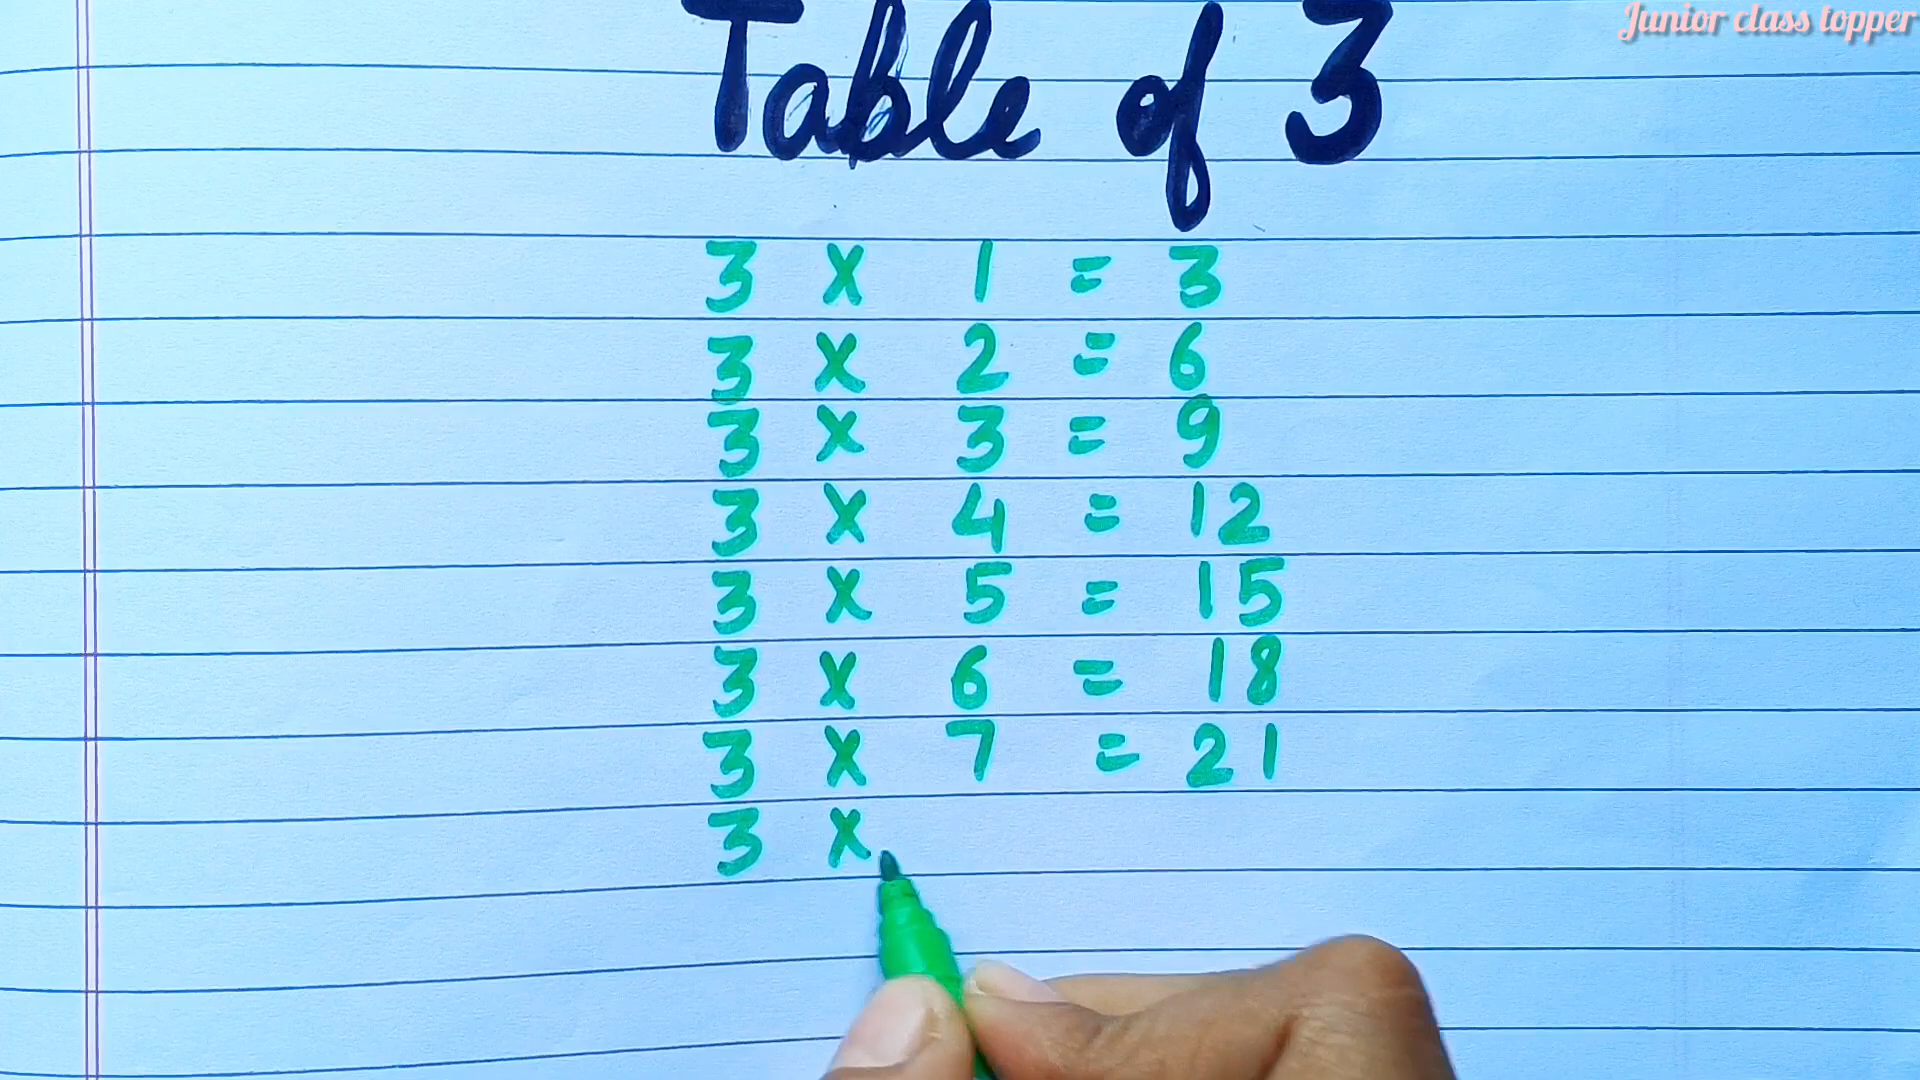 Junior class topper
Table of 3
3 x 1 = 3
3 x 2 = 6
3 x 3 = 9
3 x 4 = 12
3 x 5 = 15
3 x 6 = 18
3 x 7 = 21
3 x